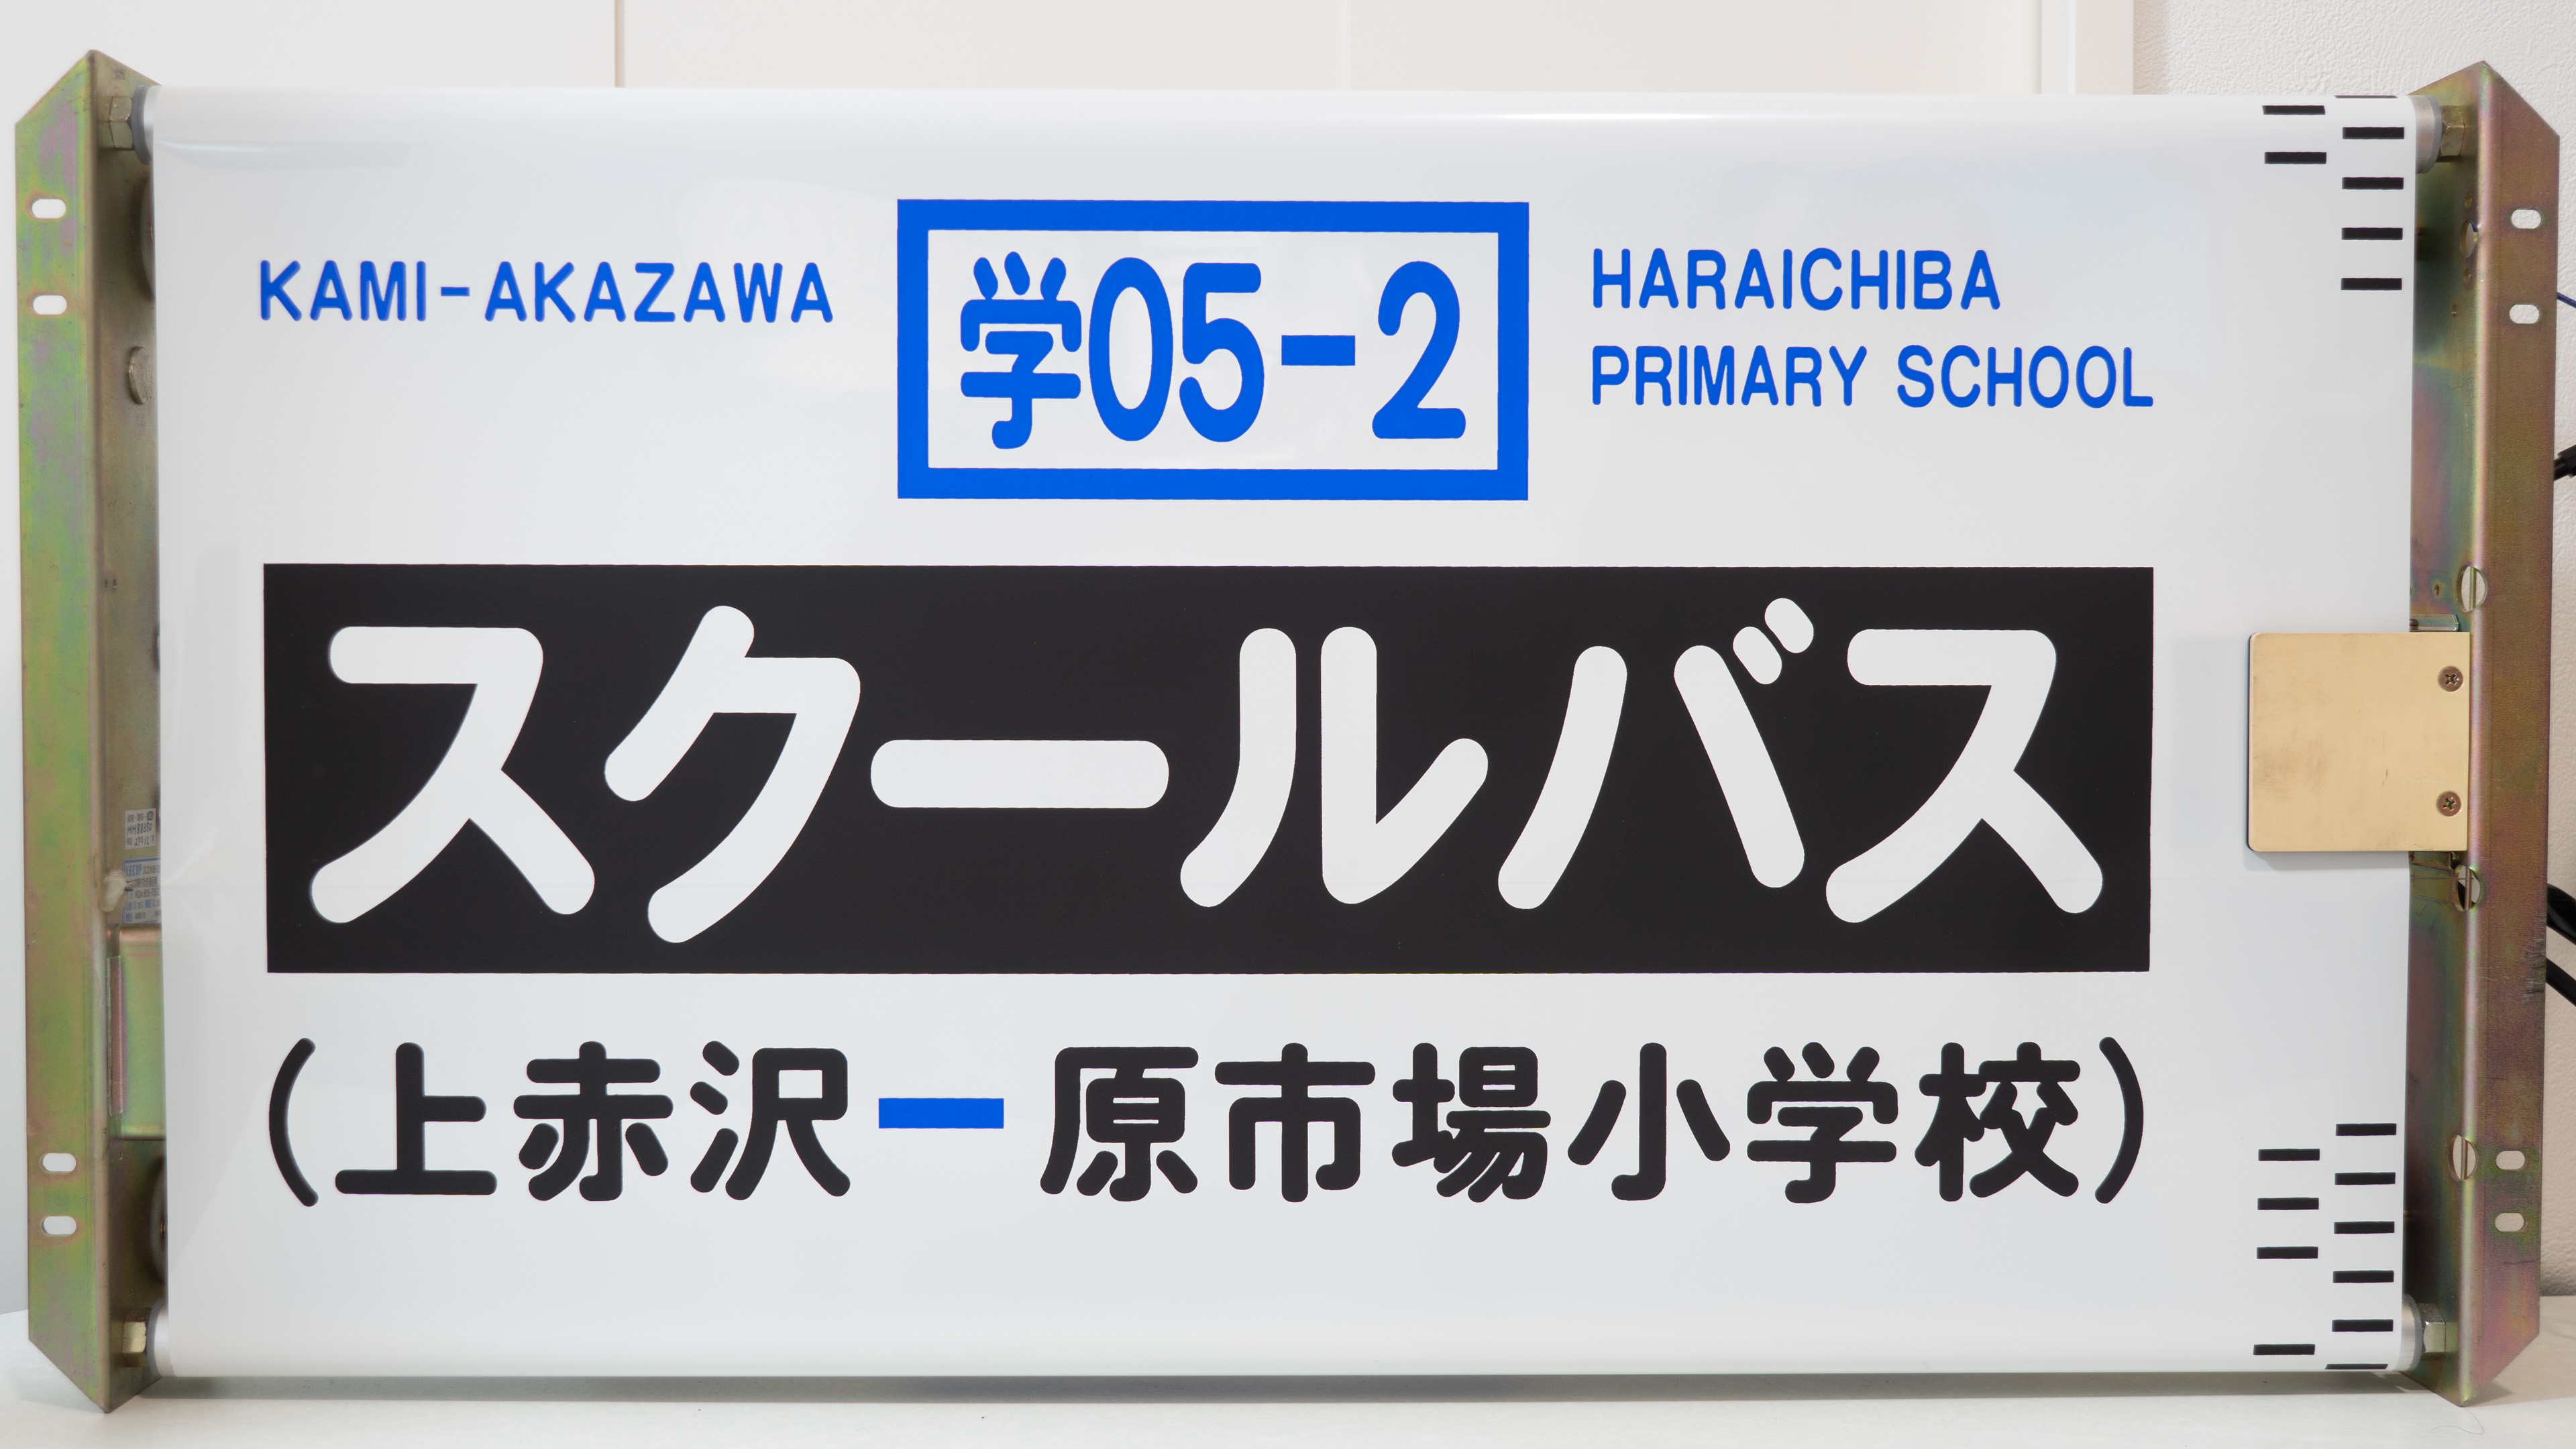 KAMI-AKAZAWA
学05-2
HARAICHIBA
PRIMARY SCHOOL
スクールバス
(上赤沢ー原市場小学校)